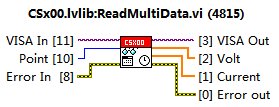 CSx00.lvlib:ReadMultiData.vi (4815)
VISA In [11] CSX00 [3] VISA Out
Point [10] [2] Volt
Error In [8] [1] Current
[0] Error out